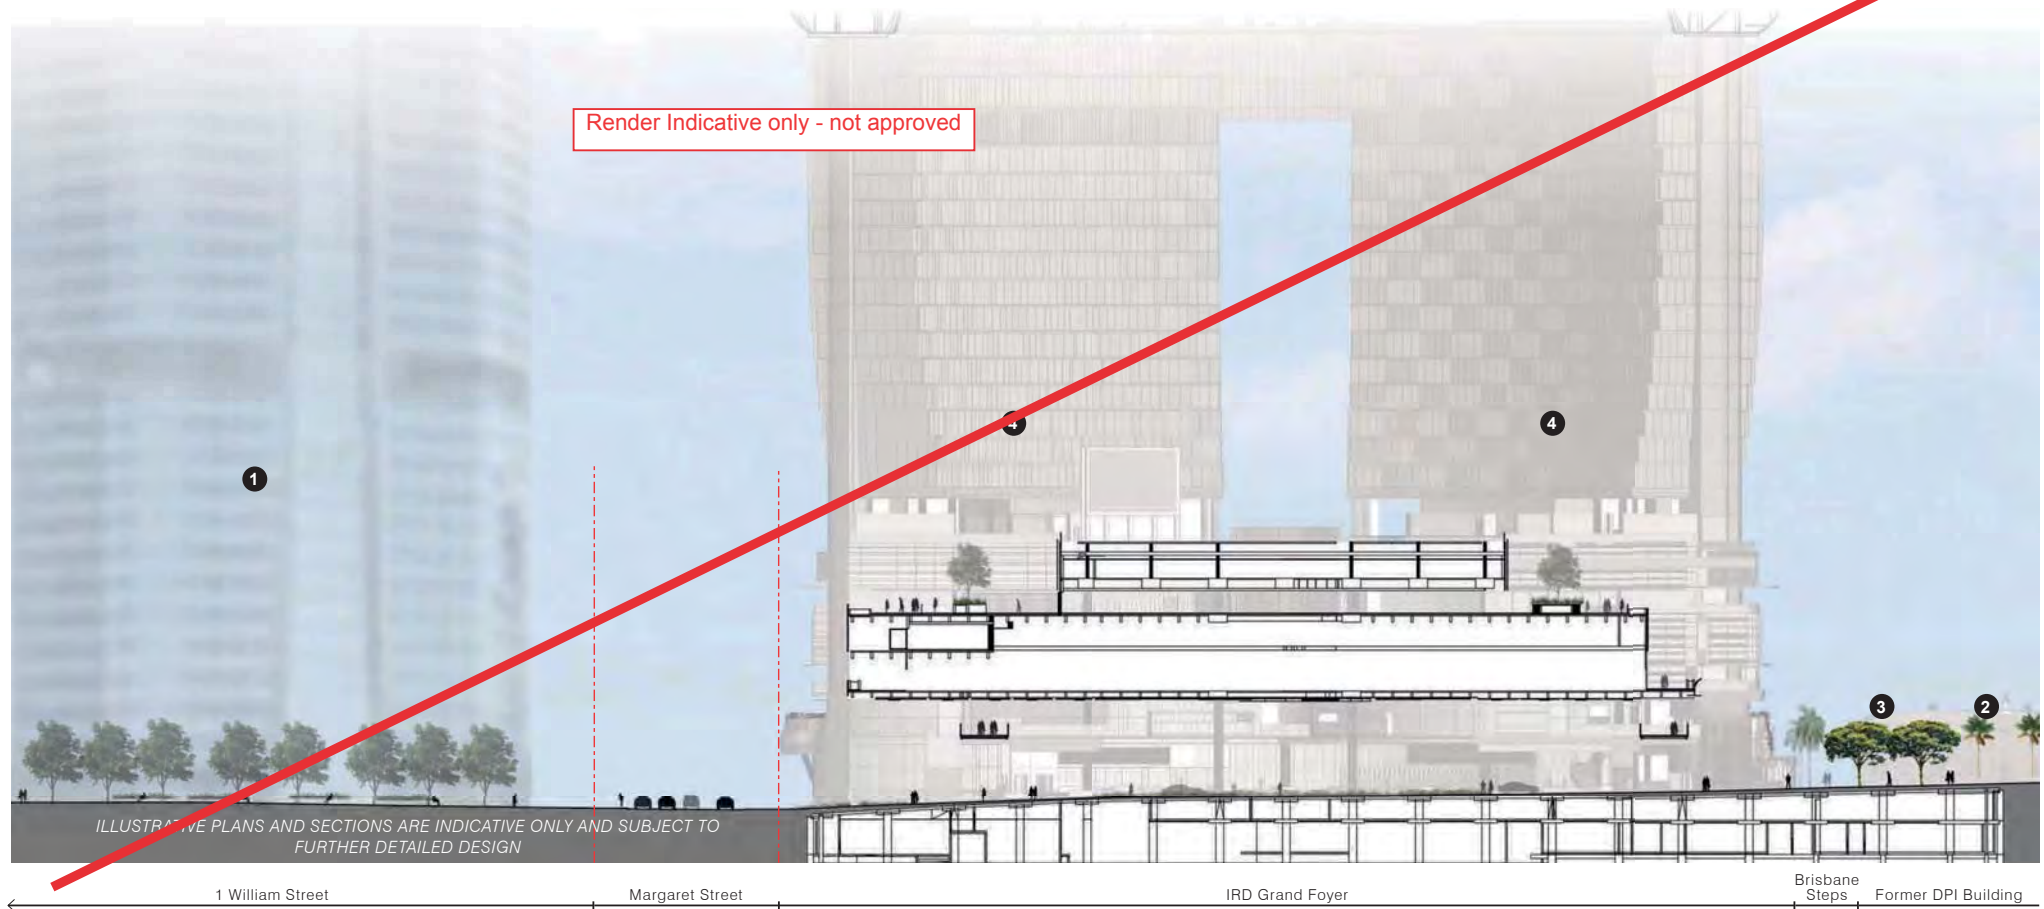 Render Indicative only - not approved
4
4
1
3
2
ILLUSTRATIVE PLANS AND SECTIONS ARE INDICATIVE ONLY AND SUBJECT TO
FURTHER DETAILED DESIGN
1 William Street
Margaret Street
IRD Grand Foyer
Brisbane
Steps
Former DPI Building